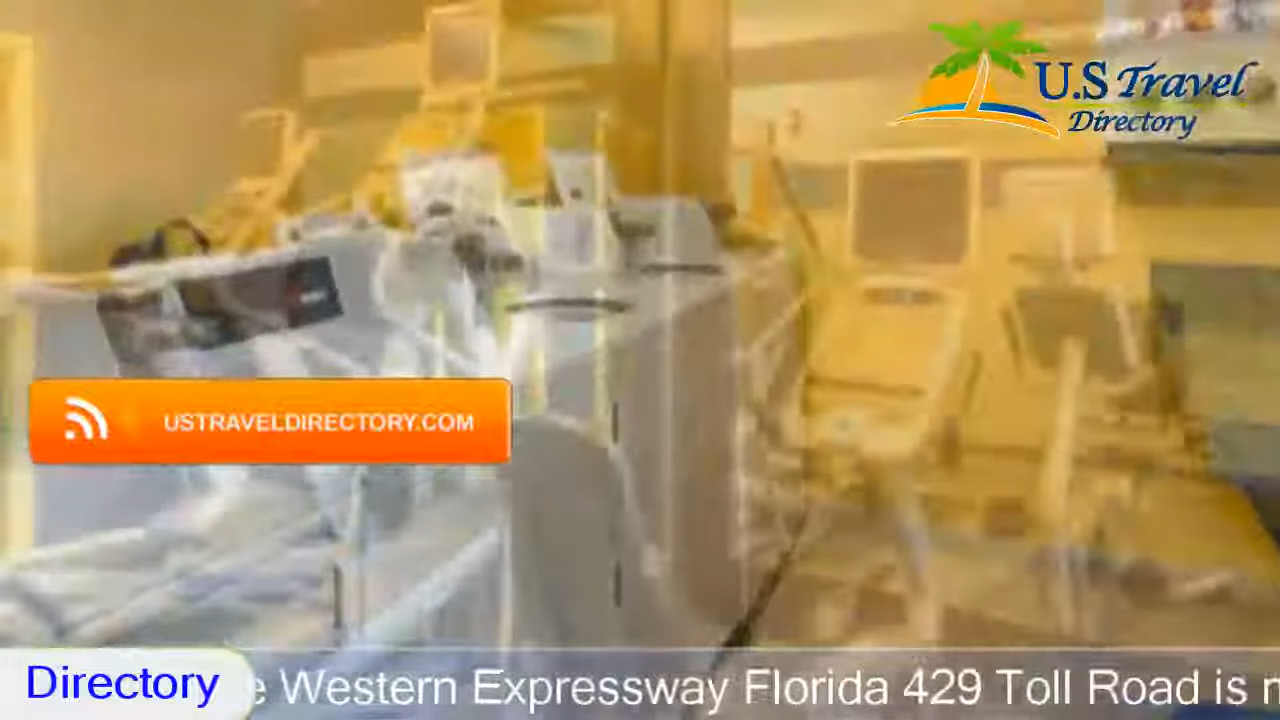 U.S Travel
Directory
USTRAVELDIRECTORY.COM
Directory
e Western Expressway Florida 429 Toll Road is